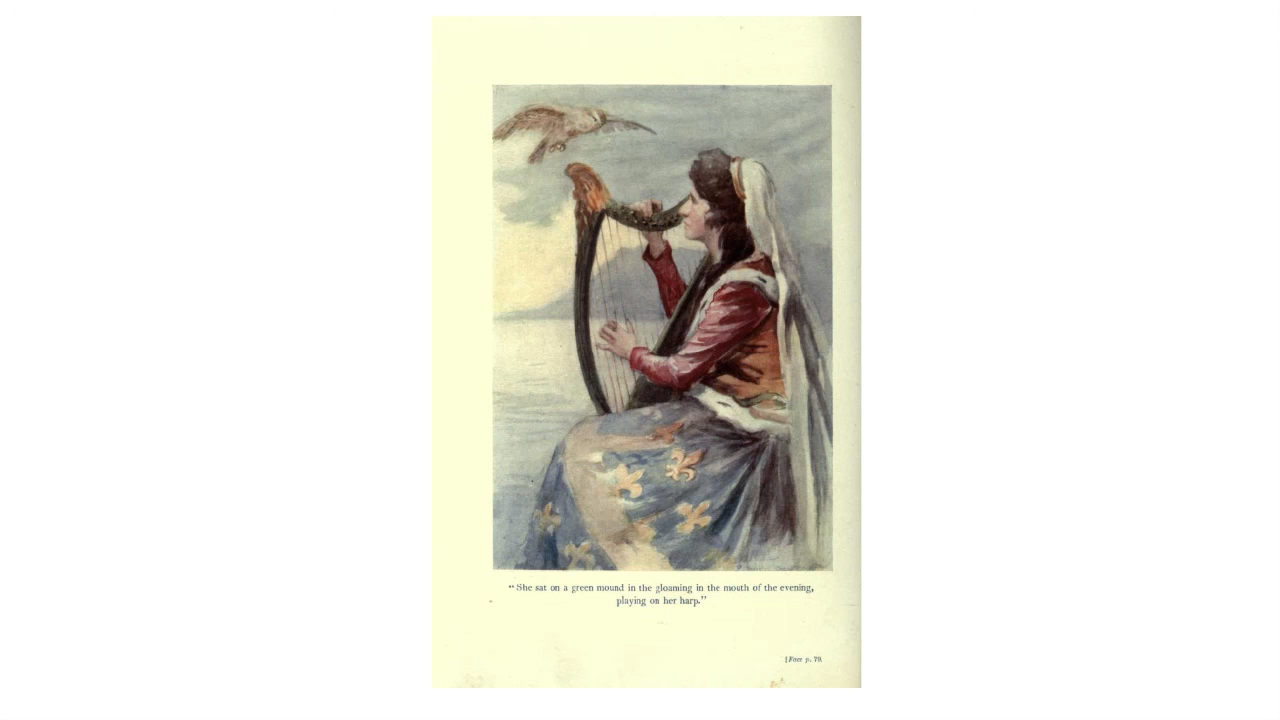 “ She sat on a green mound in the gloaming in the mouth of the evening,
playing on her harp.”
[Face p. 79.